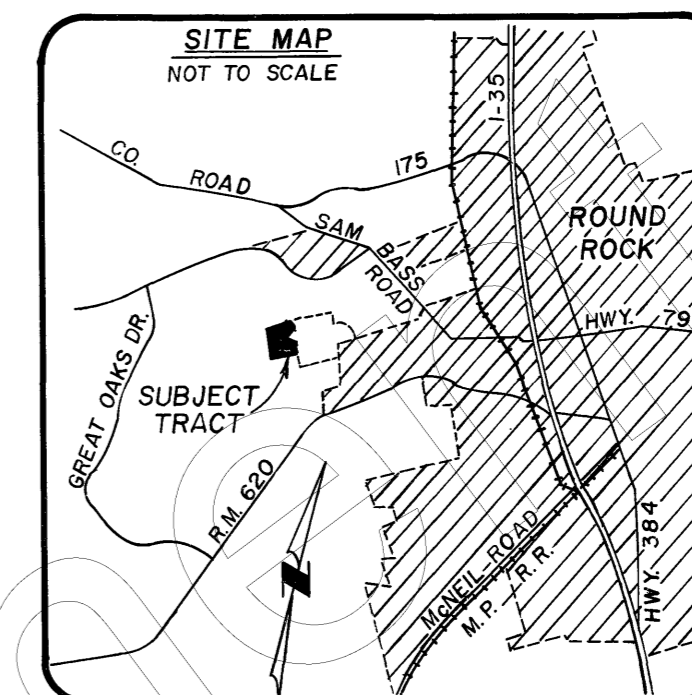 SITE MAP
NOT TO SCALE
CO. ROAD 175
I-35
SAM BASS ROAD
ROUND
ROCK
HWY. 79
GREAT OAKS DR.
SUBJECT
TRACT
R.M. 620
N
McNEIL ROAD
M.P. R.R.
HWY. 384